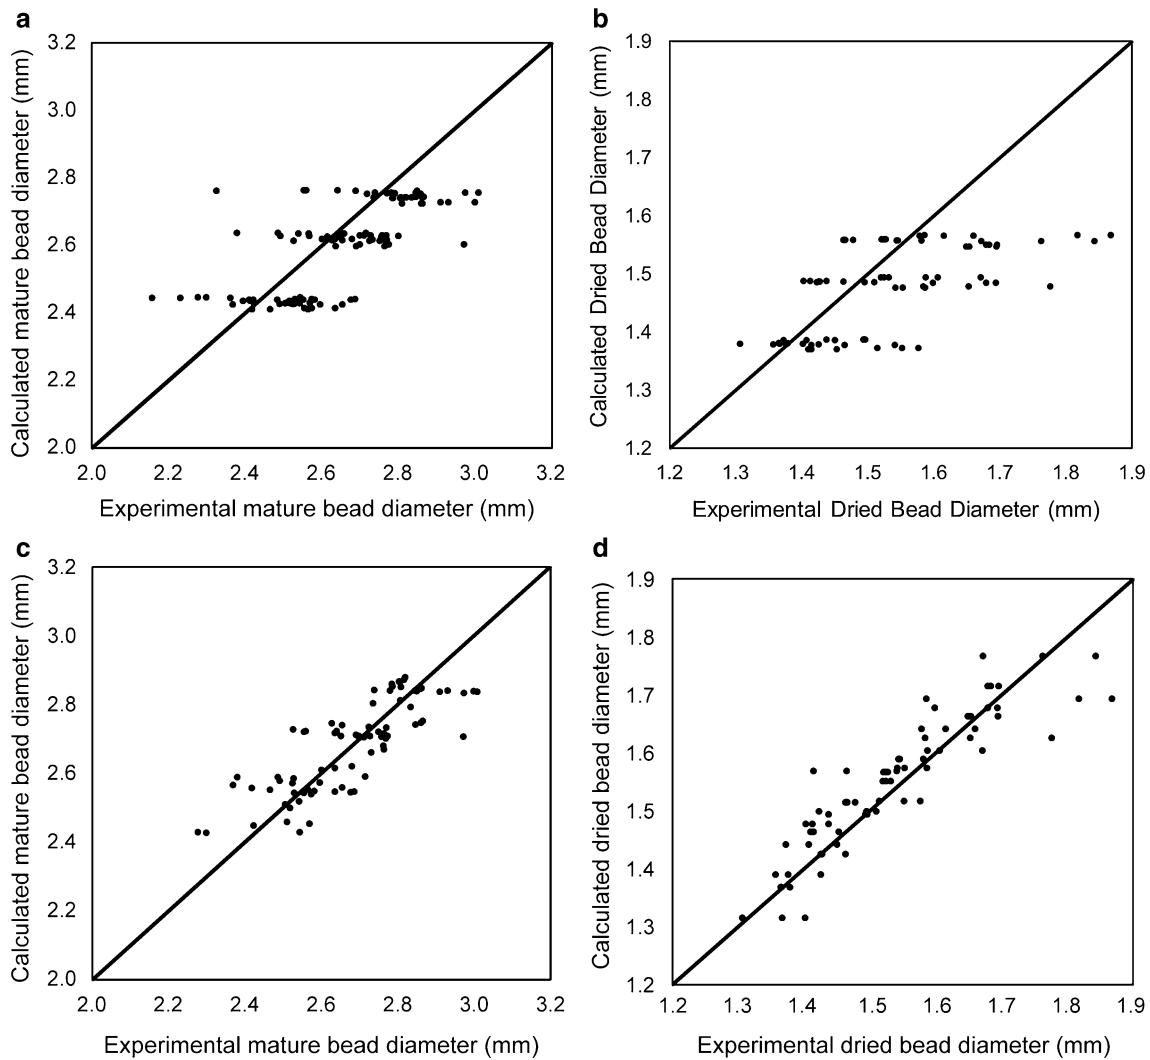 a
Calculated mature bead diameter (mm)
3.2
3.0
2.8
2.6
2.4
2.2
2.0
2.0 2.2 2.4 2.6 2.8 3.0 3.2
Experimental mature bead diameter (mm)
b
Calculated Dried Bead Diameter (mm)
1.9
1.8
1.7
1.6
1.5
1.4
1.3
1.2
1.2 1.3 1.4 1.5 1.6 1.7 1.8 1.9
Experimental Dried Bead Diameter (mm)
c
Calculated mature bead diameter (mm)
3.2
3.0
2.8
2.6
2.4
2.2
2.0
2.0 2.2 2.4 2.6 2.8 3.0 3.2
Experimental mature bead diameter (mm)
d
Calculated dried bead diameter (mm)
1.9
1.8
1.7
1.6
1.5
1.4
1.3
1.2
1.2 1.3 1.4 1.5 1.6 1.7 1.8 1.9
Experimental dried bead diameter (mm)